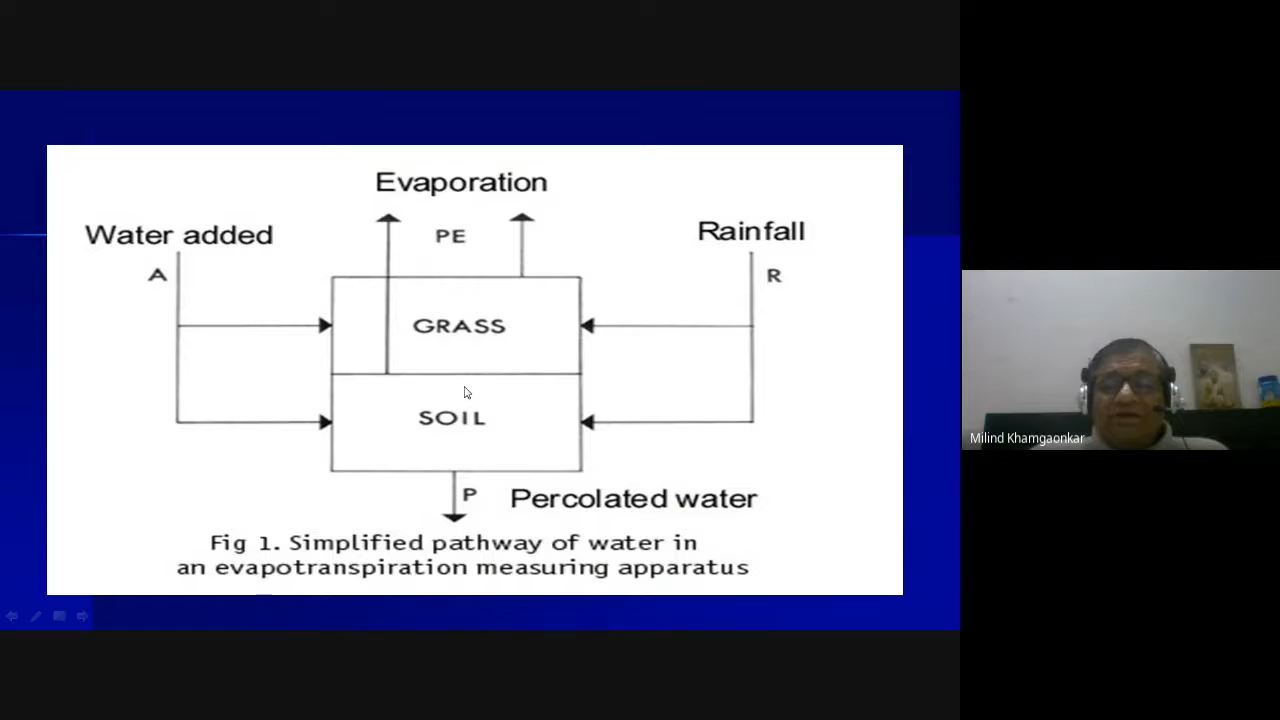 Evaporation
Water added
PE
Rainfall
A
R
GRASS
SOIL
P
Percolated water
Fig 1. Simplified pathway of water in
an evapotranspiration measuring apparatus
Milind Khamgaonkar